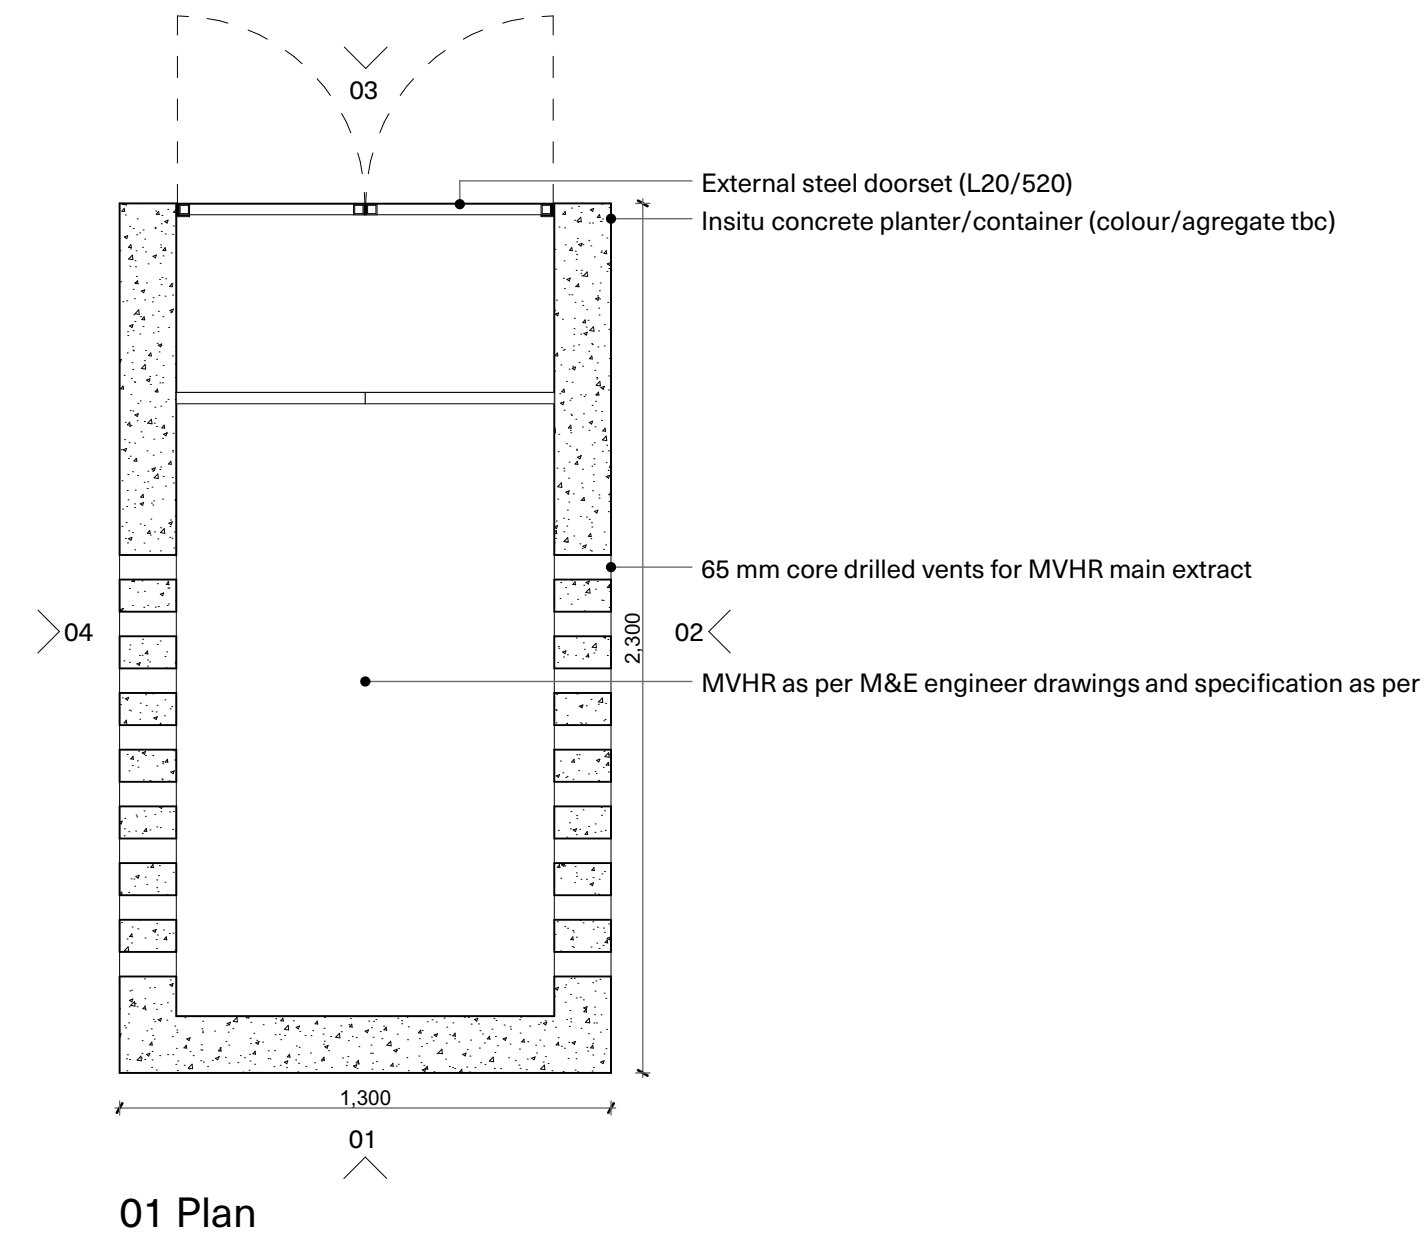 03
External steel doorset (L20/520)
Insitu concrete planter/container (colour/agregate tbc)
65 mm core drilled vents for MVHR main extract
04
2,300
02
MVHR as per M&E engineer drawings and specification as per
1,300
01
01 Plan